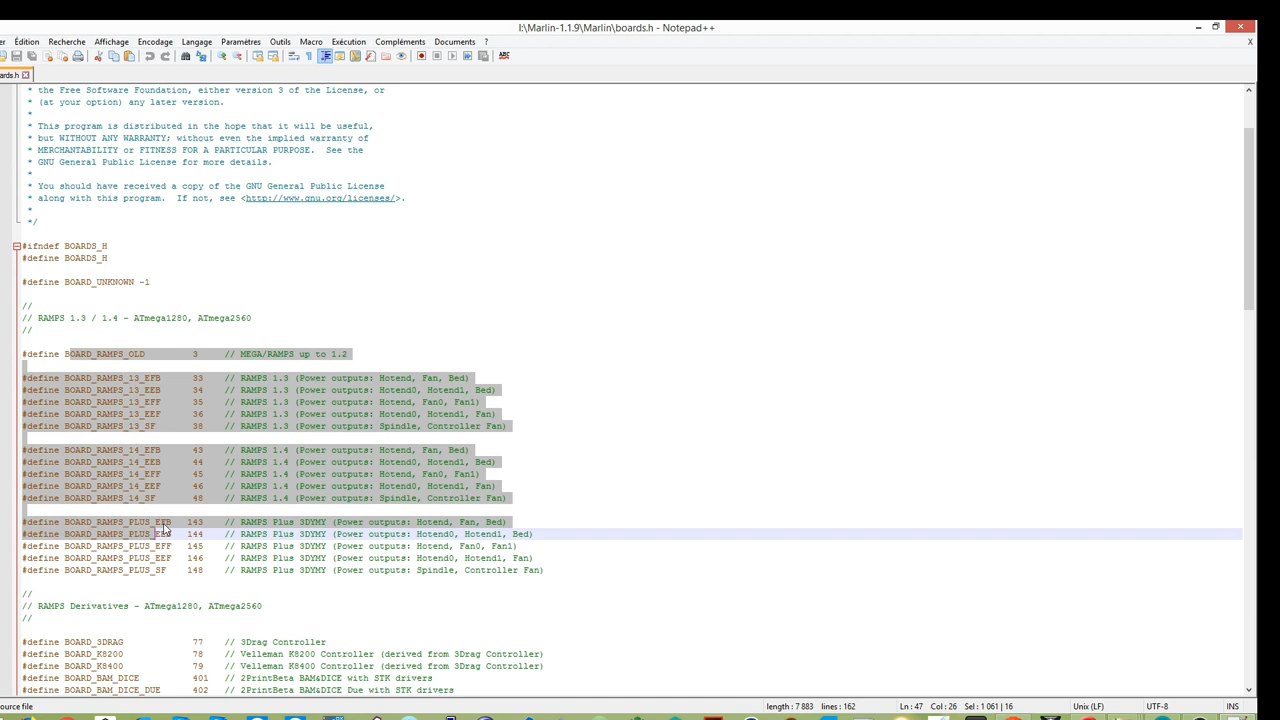 I:\Marlin-1.1.9\Marlin\boards.h - Notepad++
er Édition Recherche Affichage Encodage Langage Paramètres Outils Macro Exécution Compléments Documents ? X
ards.h
* the Free Software Foundation, either version 3 of the License, or
* (at your option) any later version.
*
* This program is distributed in the hope that it will be useful,
* but WITHOUT ANY WARRANTY; without even the implied warranty of
* MERCHANTABILITY or FITNESS FOR A PARTICULAR PURPOSE.  See the
* GNU General Public License for more details.
*
* You should have received a copy of the GNU General Public License
* along with this program.  If not, see <http://www.gnu.org/licenses/>.
*
*/
#ifndef BOARDS_H
#define BOARDS_H
#define BOARD_UNKNOWN -1
//
// RAMPS 1.3 / 1.4 - ATmega1280, ATmega2560
//
#define BOARD_RAMPS_OLD 3 // MEGA/RAMPS up to 1.2
#define BOARD_RAMPS_13_EFB 33 // RAMPS 1.3 (Power outputs: Hotend, Fan, Bed)
#define BOARD_RAMPS_13_EEB 34 // RAMPS 1.3 (Power outputs: Hotend0, Hotend1, Bed)
#define BOARD_RAMPS_13_EFF 35 // RAMPS 1.3 (Power outputs: Hotend, Fan0, Fan1)
#define BOARD_RAMPS_13_EEF 36 // RAMPS 1.3 (Power outputs: Hotend0, Hotend1, Fan)
#define BOARD_RAMPS_13_SF 38 // RAMPS 1.3 (Power outputs: Spindle, Controller Fan)
#define BOARD_RAMPS_14_EFB 43 // RAMPS 1.4 (Power outputs: Hotend, Fan, Bed)
#define BOARD_RAMPS_14_EEB 44 // RAMPS 1.4 (Power outputs: Hotend0, Hotend1, Bed)
#define BOARD_RAMPS_14_EFF 45 // RAMPS 1.4 (Power outputs: Hotend, Fan0, Fan1)
#define BOARD_RAMPS_14_EEF 46 // RAMPS 1.4 (Power outputs: Hotend0, Hotend1, Fan)
#define BOARD_RAMPS_14_SF 48 // RAMPS 1.4 (Power outputs: Spindle, Controller Fan)
#define BOARD_RAMPS_PLUS_EFB 143 // RAMPS Plus 3DYMY (Power outputs: Hotend, Fan, Bed)
#define BOARD_RAMPS_PLUS_EEB 144 // RAMPS Plus 3DYMY (Power outputs: Hotend0, Hotend1, Bed)
#define BOARD_RAMPS_PLUS_EFF 145 // RAMPS Plus 3DYMY (Power outputs: Hotend, Fan0, Fan1)
#define BOARD_RAMPS_PLUS_EEF 146 // RAMPS Plus 3DYMY (Power outputs: Hotend0, Hotend1, Fan)
#define BOARD_RAMPS_PLUS_SF 148 // RAMPS Plus 3DYMY (Power outputs: Spindle, Controller Fan)
//
// RAMPS Derivatives - ATmega1280, ATmega2560
//
#define BOARD_3DRAG 77 // 3Drag Controller
#define BOARD_K8200 78 // Velleman K8200 Controller (derived from 3Drag Controller)
#define BOARD_K8400 79 // Velleman K8400 Controller (derived from 3Drag Controller)
#define BOARD_BAM_DICE 401 // 2PrintBeta BAM&DICE with STK drivers
#define BOARD_BAM_DICE_DUE 402 // 2PrintBeta BAM&DICE Due with STK drivers
ource file length : 7 883 lines : 162 Ln : 47 Col : 26 Sel : 1 061 | 16 Unix (LF) UTF-8 INS